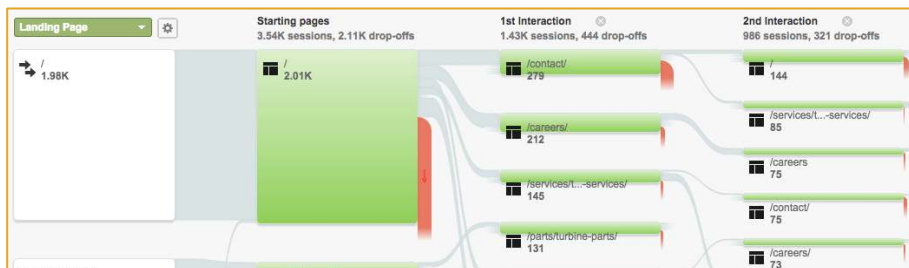 Landing Page
Starting pages
3.54K sessions, 2.11K drop-offs
1st Interaction
1.43K sessions, 444 drop-offs
2nd Interaction
986 sessions, 321 drop-offs
/
1.98K
/
2.01K
/contact/
279
/careers/
212
/services/t...-services/
145
/parts/turbine-parts/
131
/
144
/services/t...-services/
85
/careers
75
/contact/
75
/careers/
73